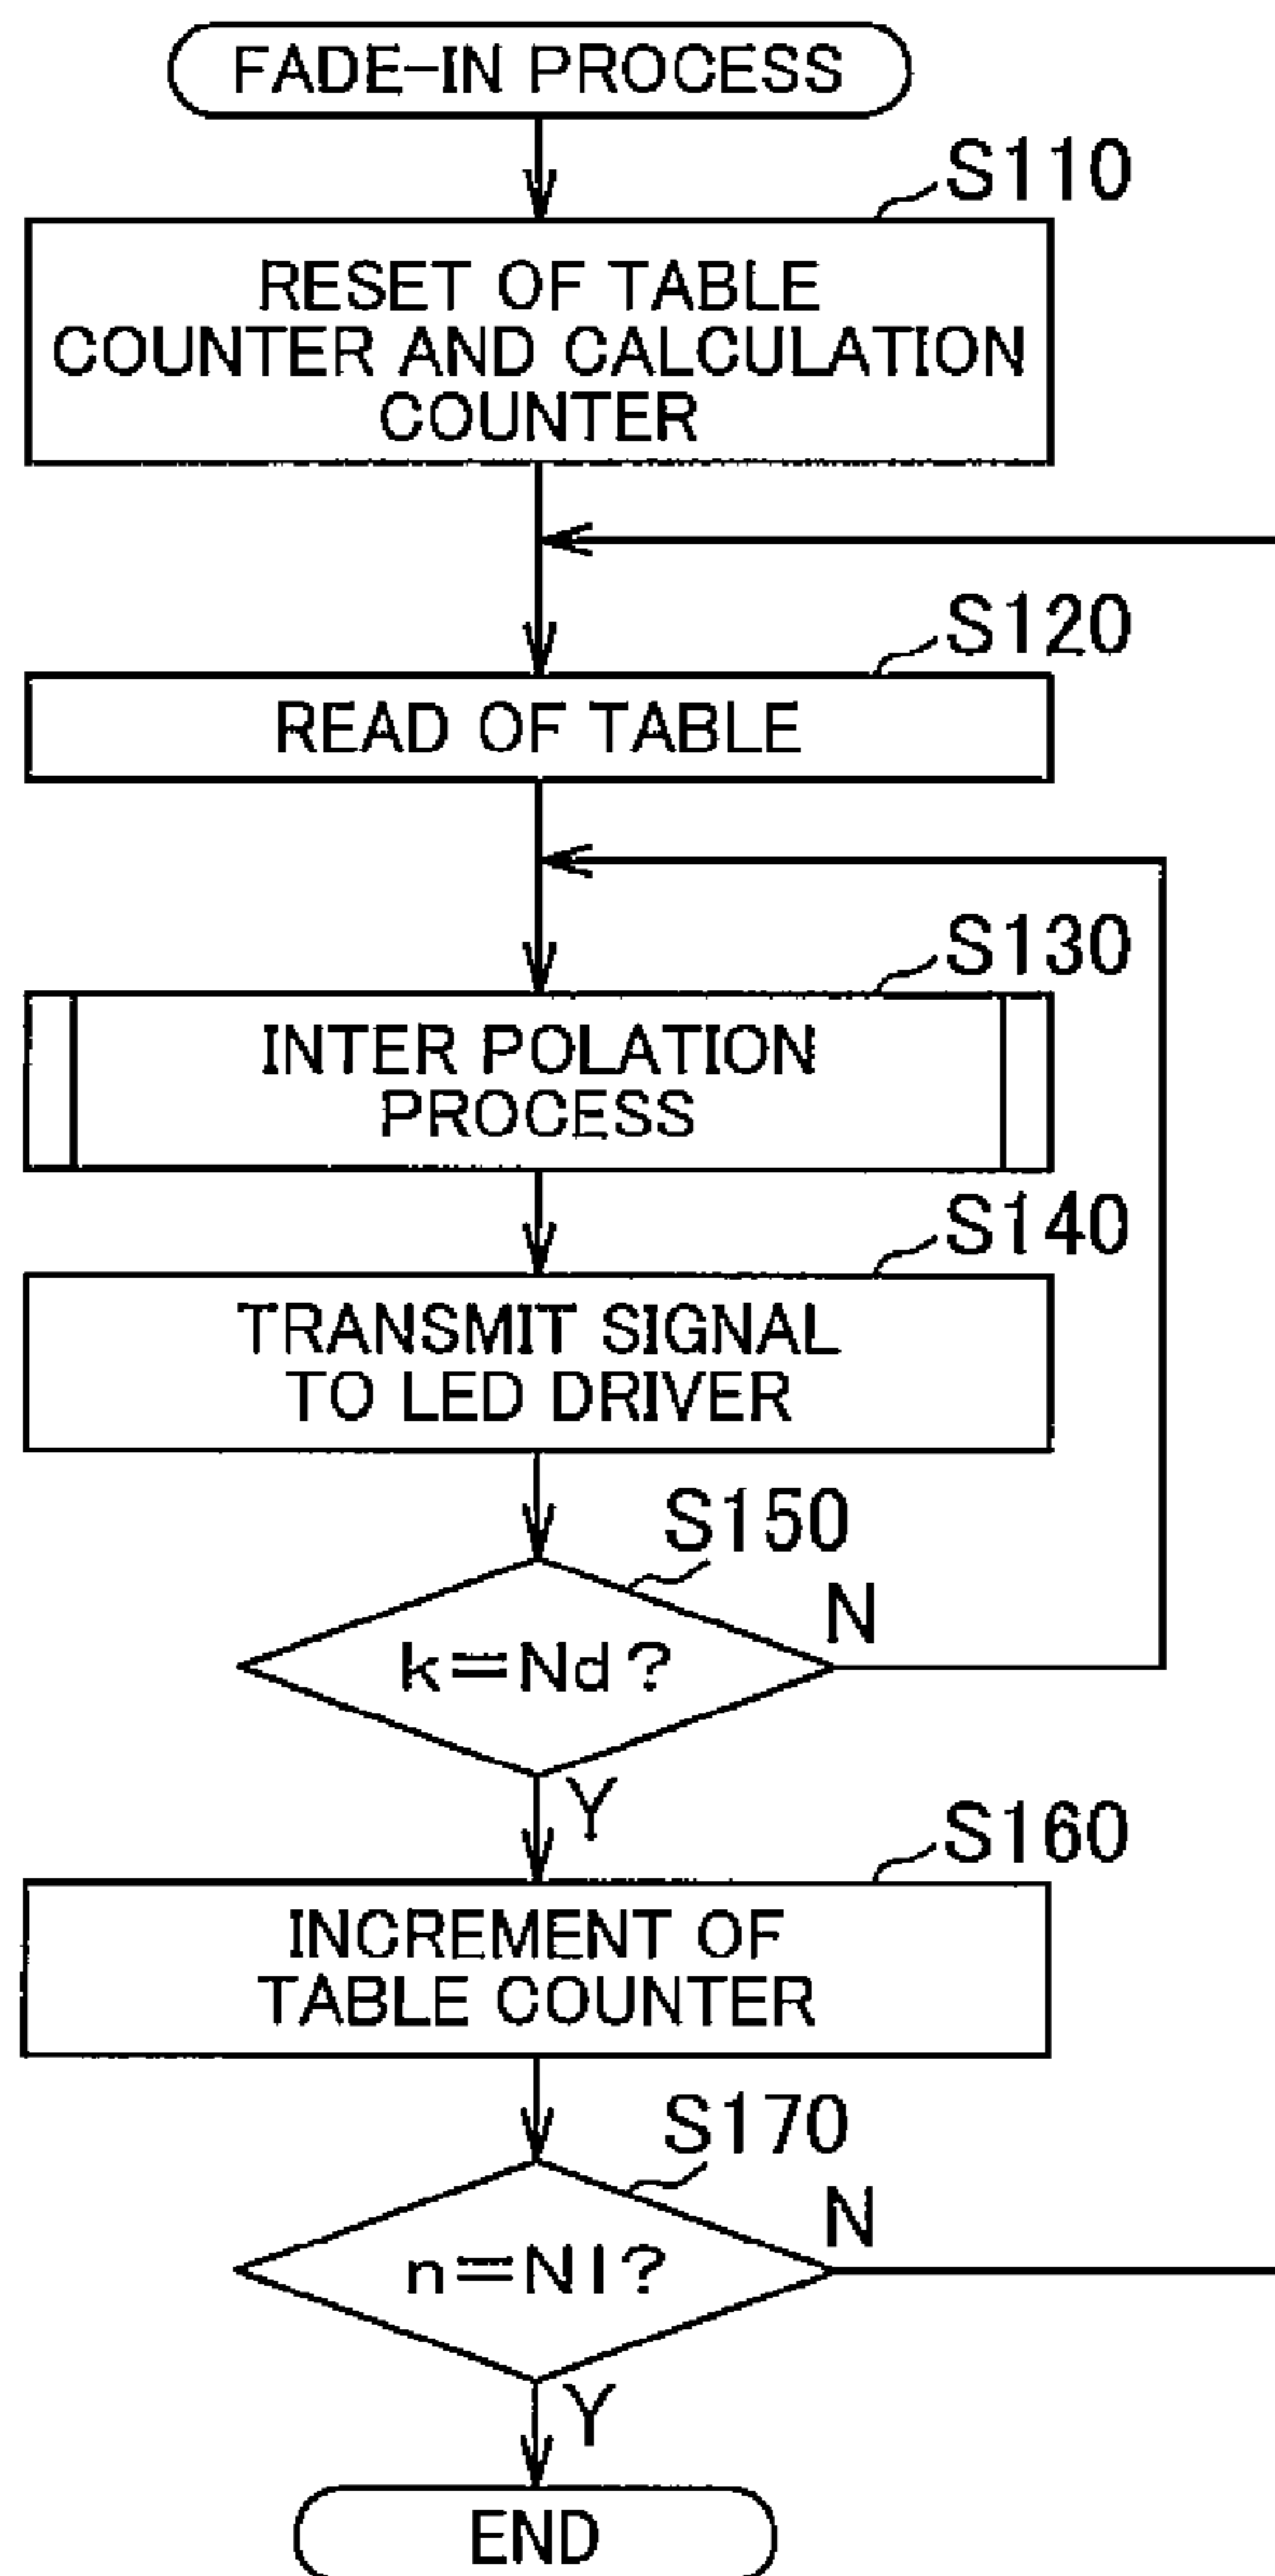 FADE-IN PROCESS
S110
RESET OF TABLE
COUNTER AND CALCULATION
COUNTER
S120
READ OF TABLE
S130
INTER POLATION
PROCESS
S140
TRANSMIT SIGNAL
TO LED DRIVER
S150
k=Nd?
N
Y
S160
INCREMENT OF
TABLE COUNTER
S170
n=Nl?
N
Y
END